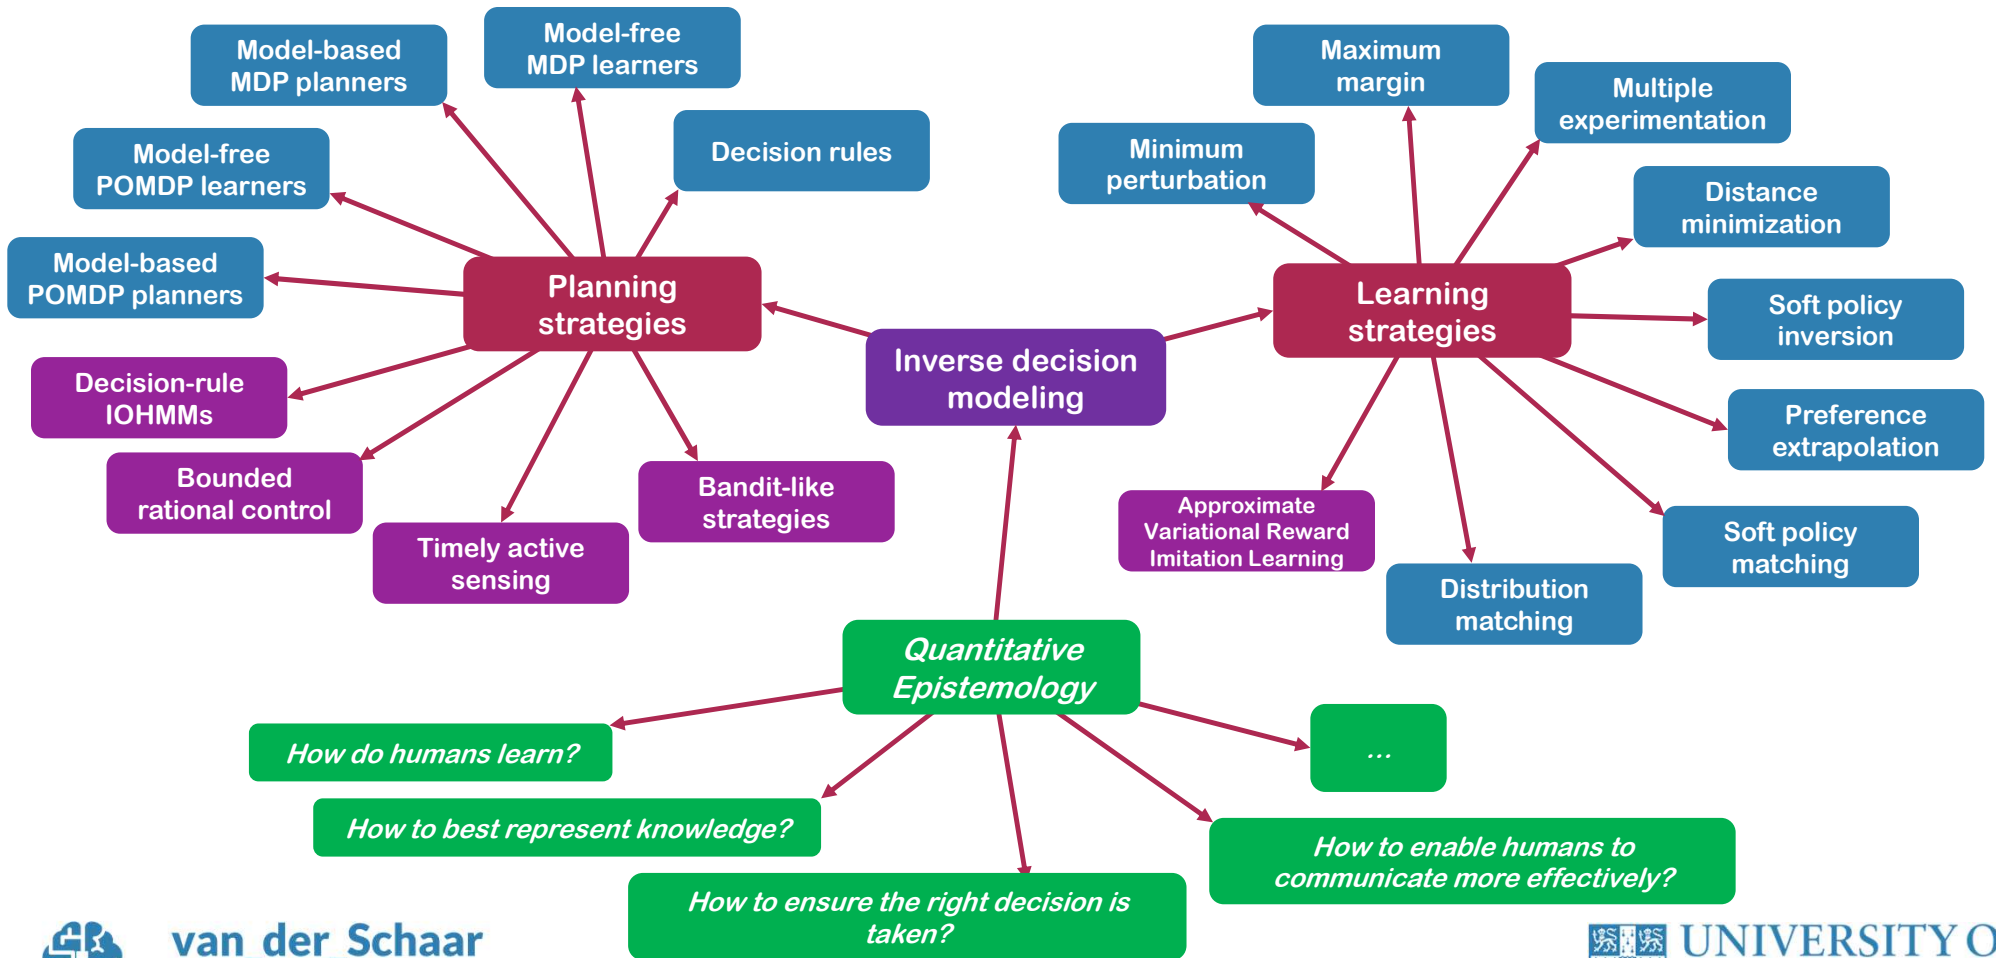 Model-based
MDP planners
Model-free
MDP learners
Decision rules
Model-free
POMDP learners
Model-based
POMDP planners
Planning
strategies
Decision-rule
IOHMMs
Bounded
rational control
Timely active
sensing
Bandit-like
strategies
Inverse decision
modeling
Maximum
margin
Multiple
experimentation
Minimum
perturbation
Distance
minimization
Learning
strategies
Soft policy
inversion
Preference
extrapolation
Soft policy
matching
Approximate
Variational Reward
Imitation Learning
Distribution
matching
Quantitative
Epistemology
How do humans learn?
How to best represent knowledge?
How to ensure the right decision is
taken?
How to enable humans to
communicate more effectively?
...
van der Schaar
UNIVERSITY O